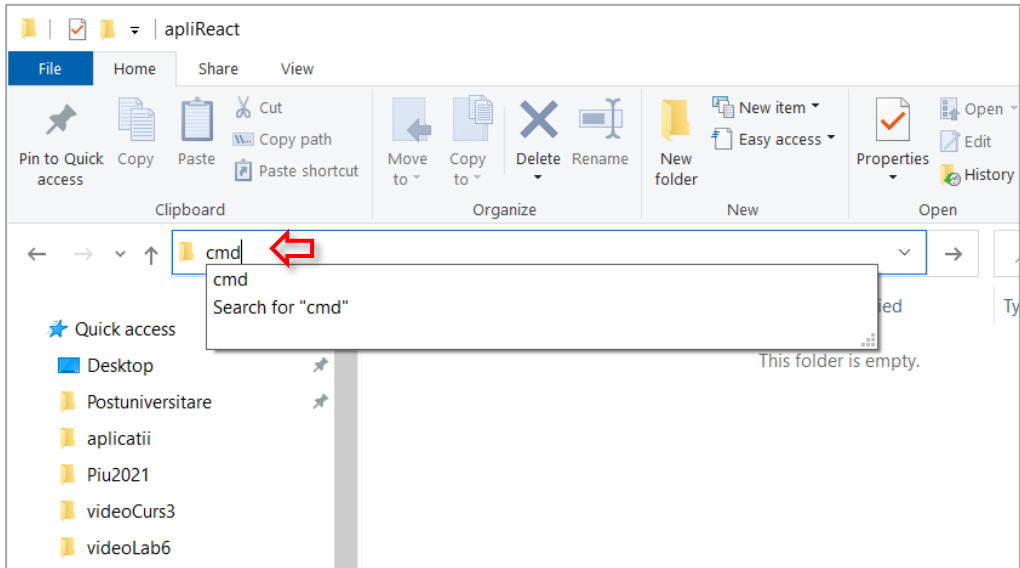 apliReact
File Home Share View
Pin to Quick access
Copy
Paste
Cut
Copy path
Paste shortcut
Clipboard
Move to
Copy to
Delete
Rename
Organize
New folder
New item
Easy access
New
Properties
Open
Edit
History
Open
cmd
cmd
Search for "cmd"
ied
Ty
This folder is empty.
Quick access
Desktop
Postuniversitare
aplicatii
Piu2021
videoCurs3
videoLab6